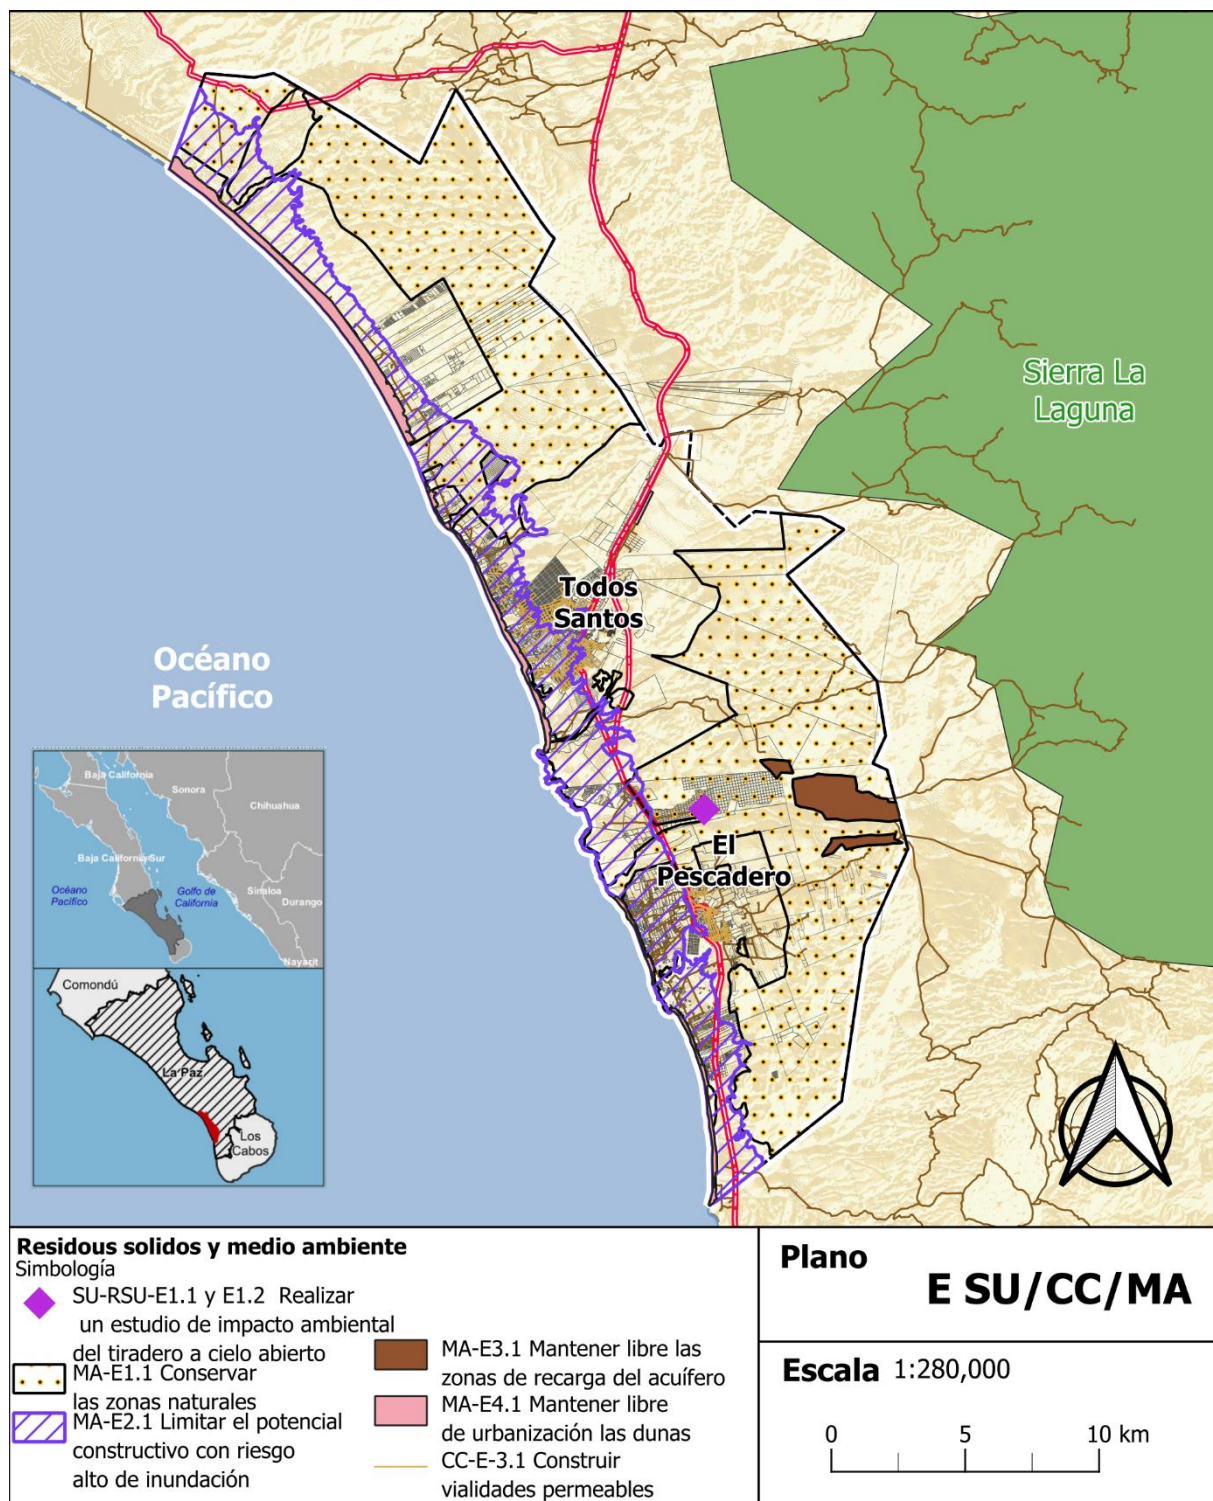 Sierra La
Laguna
Todos
Santos
Océano
Pacífico
El
Pescadero
Baja California
Sonora
Chihuahua
Baja California Sur
Océano
Pacífico
Golfo de
California
Sinaloa
Durango
Nayarit
Comondú
La Paz
Los
Cabos
Residous solidos y medio ambiente
Simbología
SU-RSU-E1.1 y E1.2 Realizar
un estudio de impacto ambiental
del tiradero a cielo abierto
MA-E1.1 Conservar
las zonas naturales
MA-E2.1 Limitar el potencial
constructivo con riesgo
alto de inundación
MA-E3.1 Mantener libre las
zonas de recarga del acuífero
MA-E4.1 Mantener libre
de urbanización las dunas
CC-E-3.1 Construir
vialidades permeables
Plano
E SU/CC/MA
Escala 1:280,000
0 5 10 km